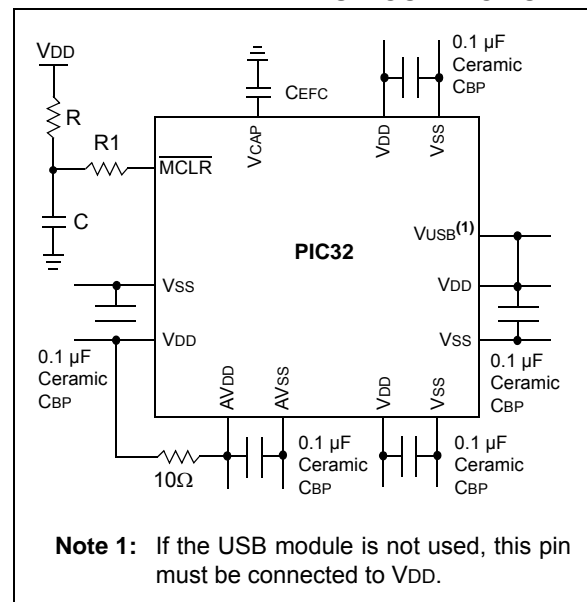 VDD
0.1 µF
Ceramic
CBP
CEFC
R
R1
C
VCAP
VDD
VSS
MCLR
VUSB(1)
PIC32
VSS
VDD
VDD
VSS
0.1 µF
Ceramic
CBP
0.1 µF
Ceramic
CBP
AVDD
AVSS
VDD
VSS
10Ω
0.1 µF
Ceramic
CBP
0.1 µF
Ceramic
CBP
Note 1: If the USB module is not used, this pin
must be connected to VDD.